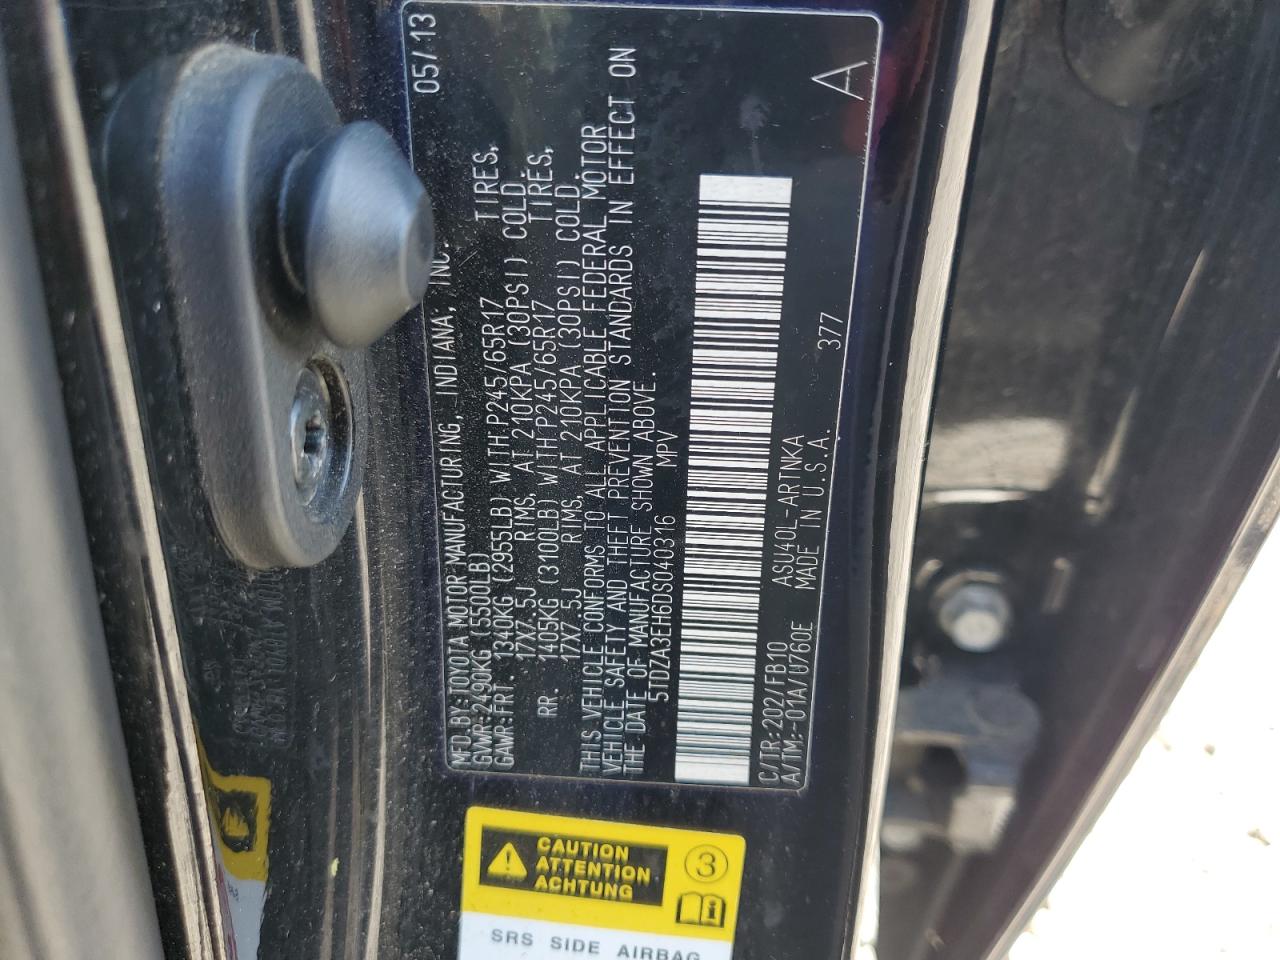 MFD.BY:TOYOTA MOTOR MANUFACTURING, INDIANA, INC. 05/13
GVWR:2490KG (5500LB)
GAWR:FRT. 1340KG (2955LB) WITH P245/65R17 TIRES,
17X7.5J RIMS, AT 210KPA (30PSI) COLD.
RR. 1405KG (3100LB) WITH P245/65R17 TIRES,
17X7.5J RIMS, AT 210KPA (30PSI) COLD.
THIS VEHICLE CONFORMS TO ALL APPLICABLE FEDERAL MOTOR
VEHICLE SAFETY AND THEFT PREVENTION STANDARDS IN EFFECT ON
THE DATE OF MANUFACTURE SHOWN ABOVE.
5TDZA3EH6DS040316 MPV
C/TR:202/FB10 ASU40L-ARTNKA
A/TM:-01A/U760E MADE IN U.S.A. 377 A
CAUTION
ATTENTION
ACHTUNG
3
SRS SIDE AIRBAG